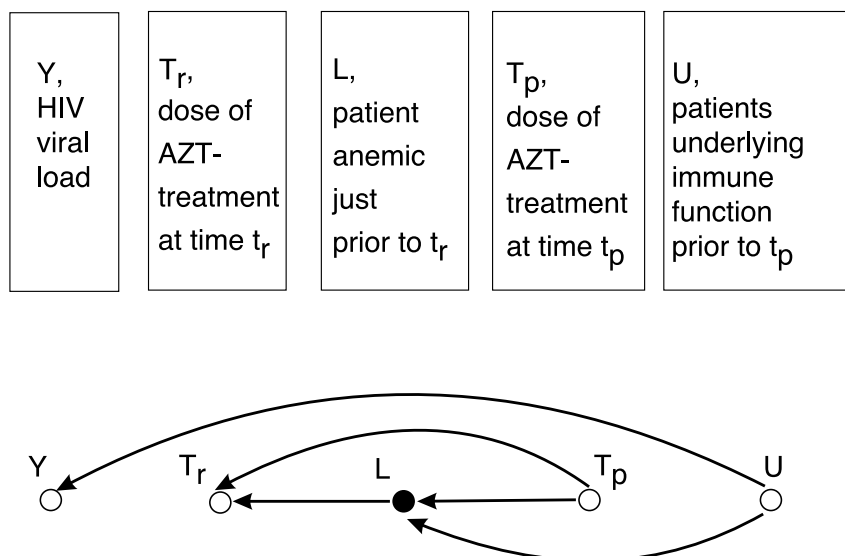 Y,
HIV
viral
load
Tr,
dose of
AZT-
treatment
at time tr
L,
patient
anemic
just
prior to tr
Tp,
dose of
AZT-
treatment
at time tp
U,
patients
underlying
immune
function
prior to tp
Y
Tr
L
Tp
U